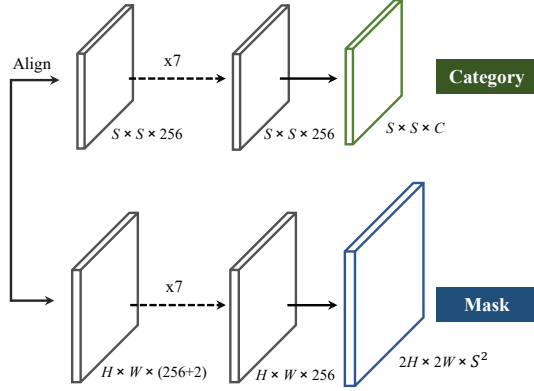 Align
x7
Category
S × S × 256
S × S × 256
S × S × C
x7
Mask
H × W × (256+2)
H × W × 256
2H × 2W × S²